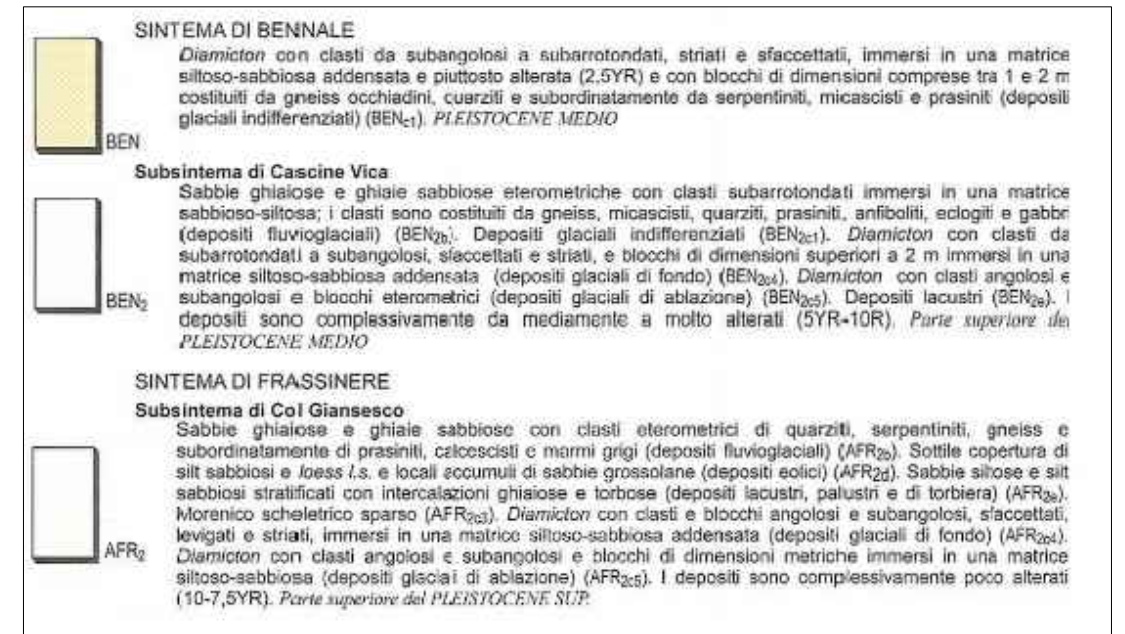 SINTEMA DI BENNALE
Diamicton con clasti da subangolosi a subarrotondati, striati e sfaccettati, immersi in una matrice
siltoso-sabbiosa addensata e piuttosto alterata (2,5YR) e con blocchi di dimensioni comprese tra 1 e 2 m
costituiti da gneiss occhiadini, quarziti e subordinatamente da serpentiniti, micascisti e prasiniti (depositi
glaciali indifferenziati) (BENc1). PLEISTOCENE MEDIO
BEN
Subsintema di Cascine Vica
Sabbie ghiaiose e ghiaie sabbiose eterometriche con clasti subarrotondati immersi in una matrice
sabbioso-siltosa; i clasti sono costituiti da gneiss, micascisti, quarziti, prasiniti, anfiboliti, eclogiti e gabbri
(depositi fluvioglaciali) (BEN2b). Depositi glaciali indifferenziati (BEN2c1). Diamicton con clasti da
subarrotondati a subangolosi, sfaccettati e striati, e blocchi di dimensioni superiori a 2 m immersi in una
matrice siltoso-sabbiosa addensata (depositi glaciali di fondo) (BEN2c4). Diamicton con clasti angolosi e
subangolosi e blocchi eterometrici (depositi glaciali di ablazione) (BEN2c5). Depositi lacustri (BEN2e). I
depositi sono complessivamente da mediamente a molto alterati (5YR-10R). Parte superiore del
PLEISTOCENE MEDIO
BEN2
SINTEMA DI FRASSINERE
Subsintema di Col Giansesco
Sabbie ghiaiose e ghiaie sabbiose con clasti eterometrici di quarziti, serpentiniti, gneiss e
subordinatamente di prasiniti, calcescisti e marmi grigi (depositi fluvioglaciali) (AFR2b). Sottile copertura di
silt sabbiosi e loess l.s. e locali accumuli di sabbie grossolane (depositi eolici) (AFR2d). Sabbie siltose e silt
sabbiosi stratificati con intercalazioni ghiaiose e torbose (depositi lacustri, palustri e di torbiera) (AFR2e).
Morenico scheletrico sparso (AFR2c3). Diamicton con clasti e blocchi angolosi e subangolosi, sfaccettati,
levigati e striati, immersi in una matrice siltoso-sabbiosa addensata (depositi glaciali di fondo) (AFR2c4).
Diamicton con clasti angolosi e subangolosi e blocchi di dimensioni metriche immersi in una matrice
siltoso-sabbiosa (depositi glaciali di ablazione) (AFR2c5). I depositi sono complessivamente poco alterati
(10-7,5YR). Parte superiore del PLEISTOCENE SUP.
AFR2